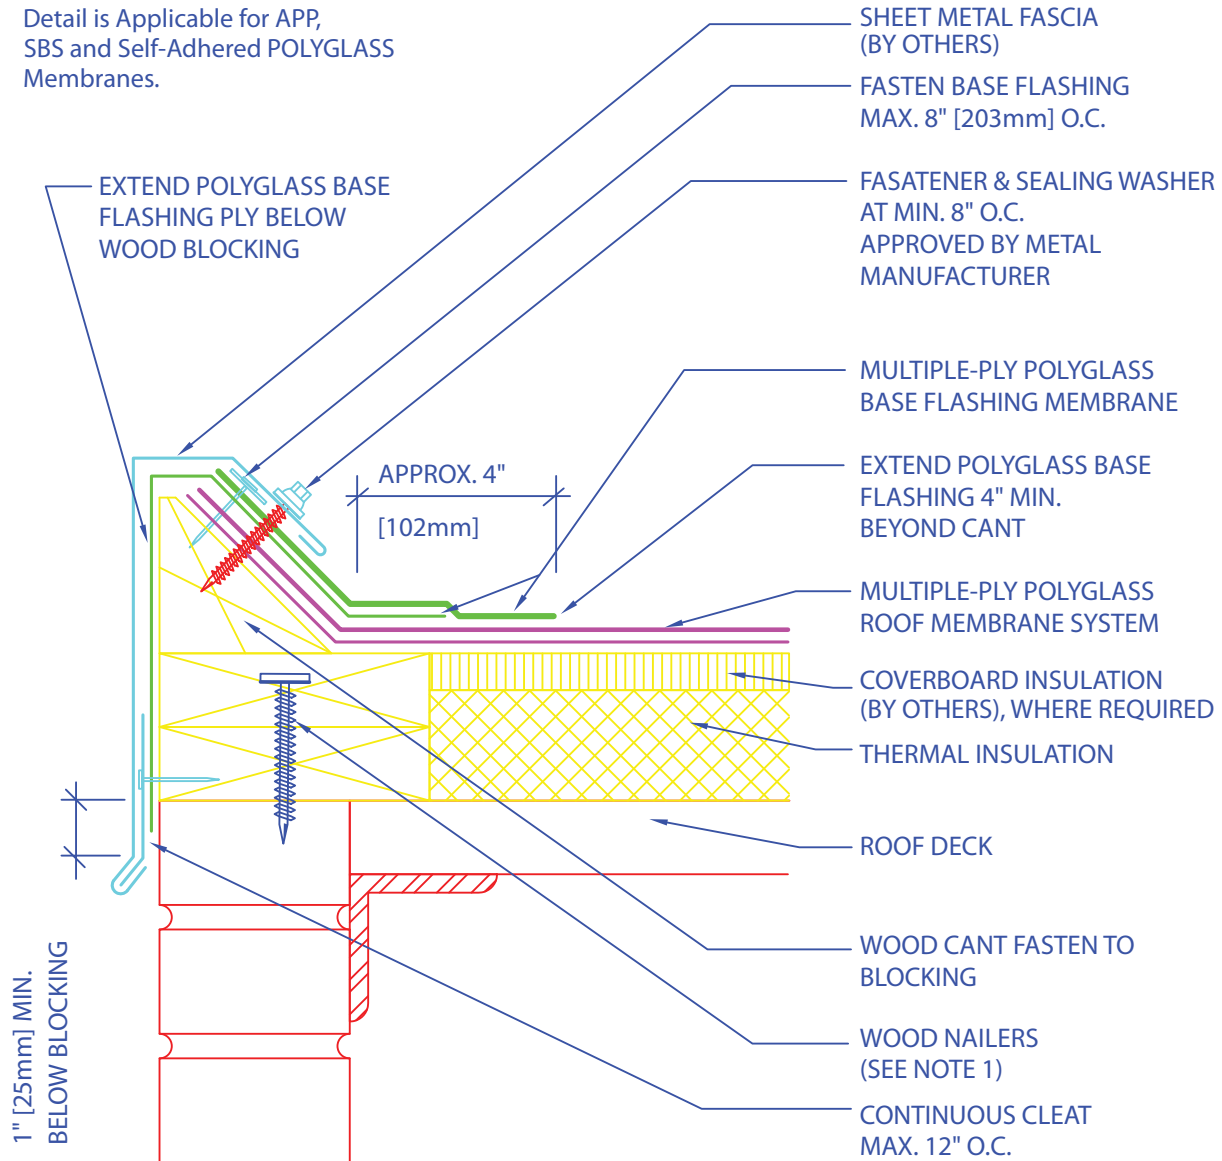 Detail is Applicable for APP,
SBS and Self-Adhered POLYGLASS
Membranes.
SHEET METAL FASCIA
(BY OTHERS)
FASTEN BASE FLASHING
MAX. 8" [203mm] O.C.
EXTEND POLYGLASS BASE
FLASHING PLY BELOW
WOOD BLOCKING
FASATENER & SEALING WASHER
AT MIN. 8" O.C.
APPROVED BY METAL
MANUFACTURER
MULTIPLE-PLY POLYGLASS
BASE FLASHING MEMBRANE
APPROX. 4"
[102mm]
EXTEND POLYGLASS BASE
FLASHING 4" MIN.
BEYOND CANT
MULTIPLE-PLY POLYGLASS
ROOF MEMBRANE SYSTEM
COVERBOARD INSULATION
(BY OTHERS), WHERE REQUIRED
THERMAL INSULATION
ROOF DECK
WOOD CANT FASTEN TO
BLOCKING
WOOD NAILERS
(SEE NOTE 1)
CONTINUOUS CLEAT
MAX. 12" O.C.
1" [25mm] MIN.
BELOW BLOCKING